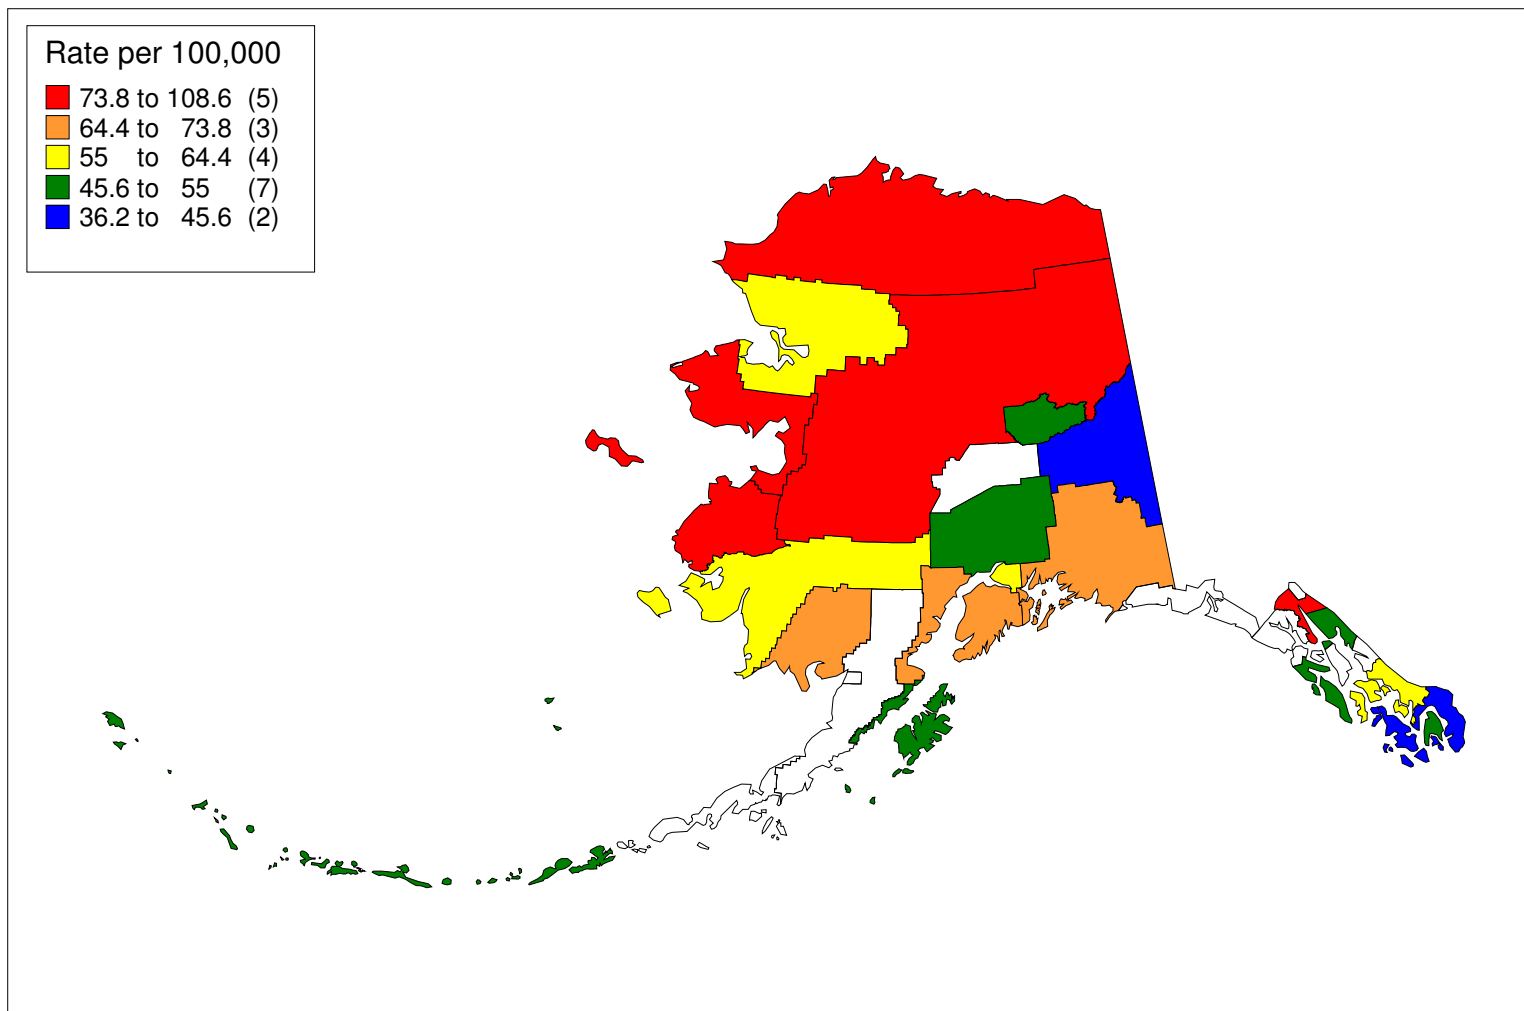 Rate per 100,000
73.8 to 108.6 (5)
64.4 to 73.8 (3)
55 to 64.4 (4)
45.6 to 55 (7)
36.2 to 45.6 (2)